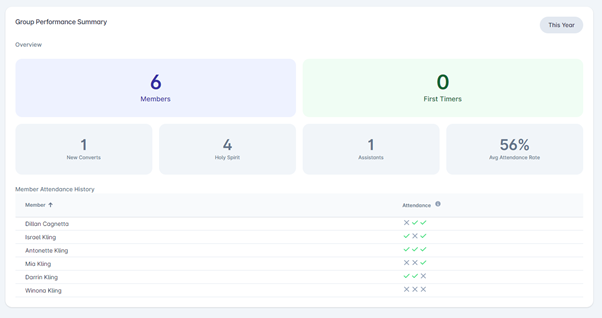 Group Performance Summary
This Year
Overview
6
Members
0
First Timers
1
New Converts
4
Holy Spirit
1
Assistants
56%
Avg Attendance Rate
Member Attendance History
Member
Attendance
Dillan Cagnetta
Israel Kling
Antonette Kling
Mia Kling
Darrin Kling
Winona Kling